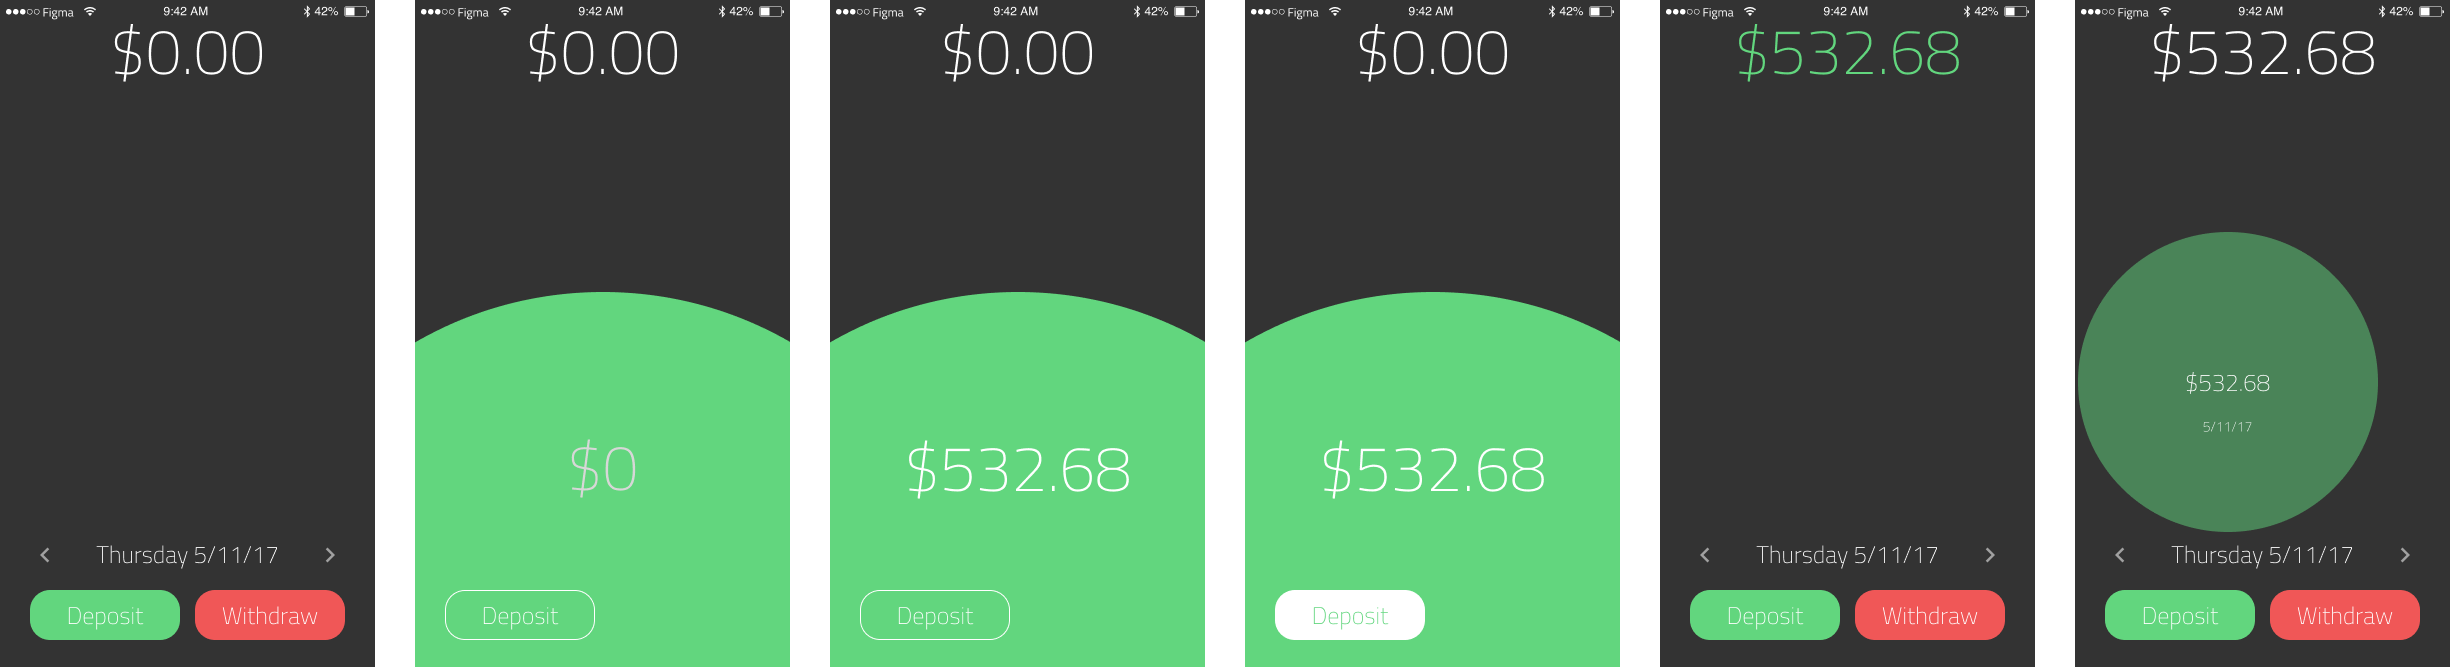 Figma 9:42 AM 42%
$0.00
Thursday 5/11/17
Deposit Withdraw
Figma 9:42 AM 42%
$0.00
$0
Deposit
Figma 9:42 AM 42%
$0.00
$532.68
Deposit
Figma 9:42 AM 42%
$0.00
$532.68
Deposit
Figma 9:42 AM 42%
$532.68
Thursday 5/11/17
Deposit Withdraw
Figma 9:42 AM 42%
$532.68
$532.68
5/11/17
Thursday 5/11/17
Deposit Withdraw